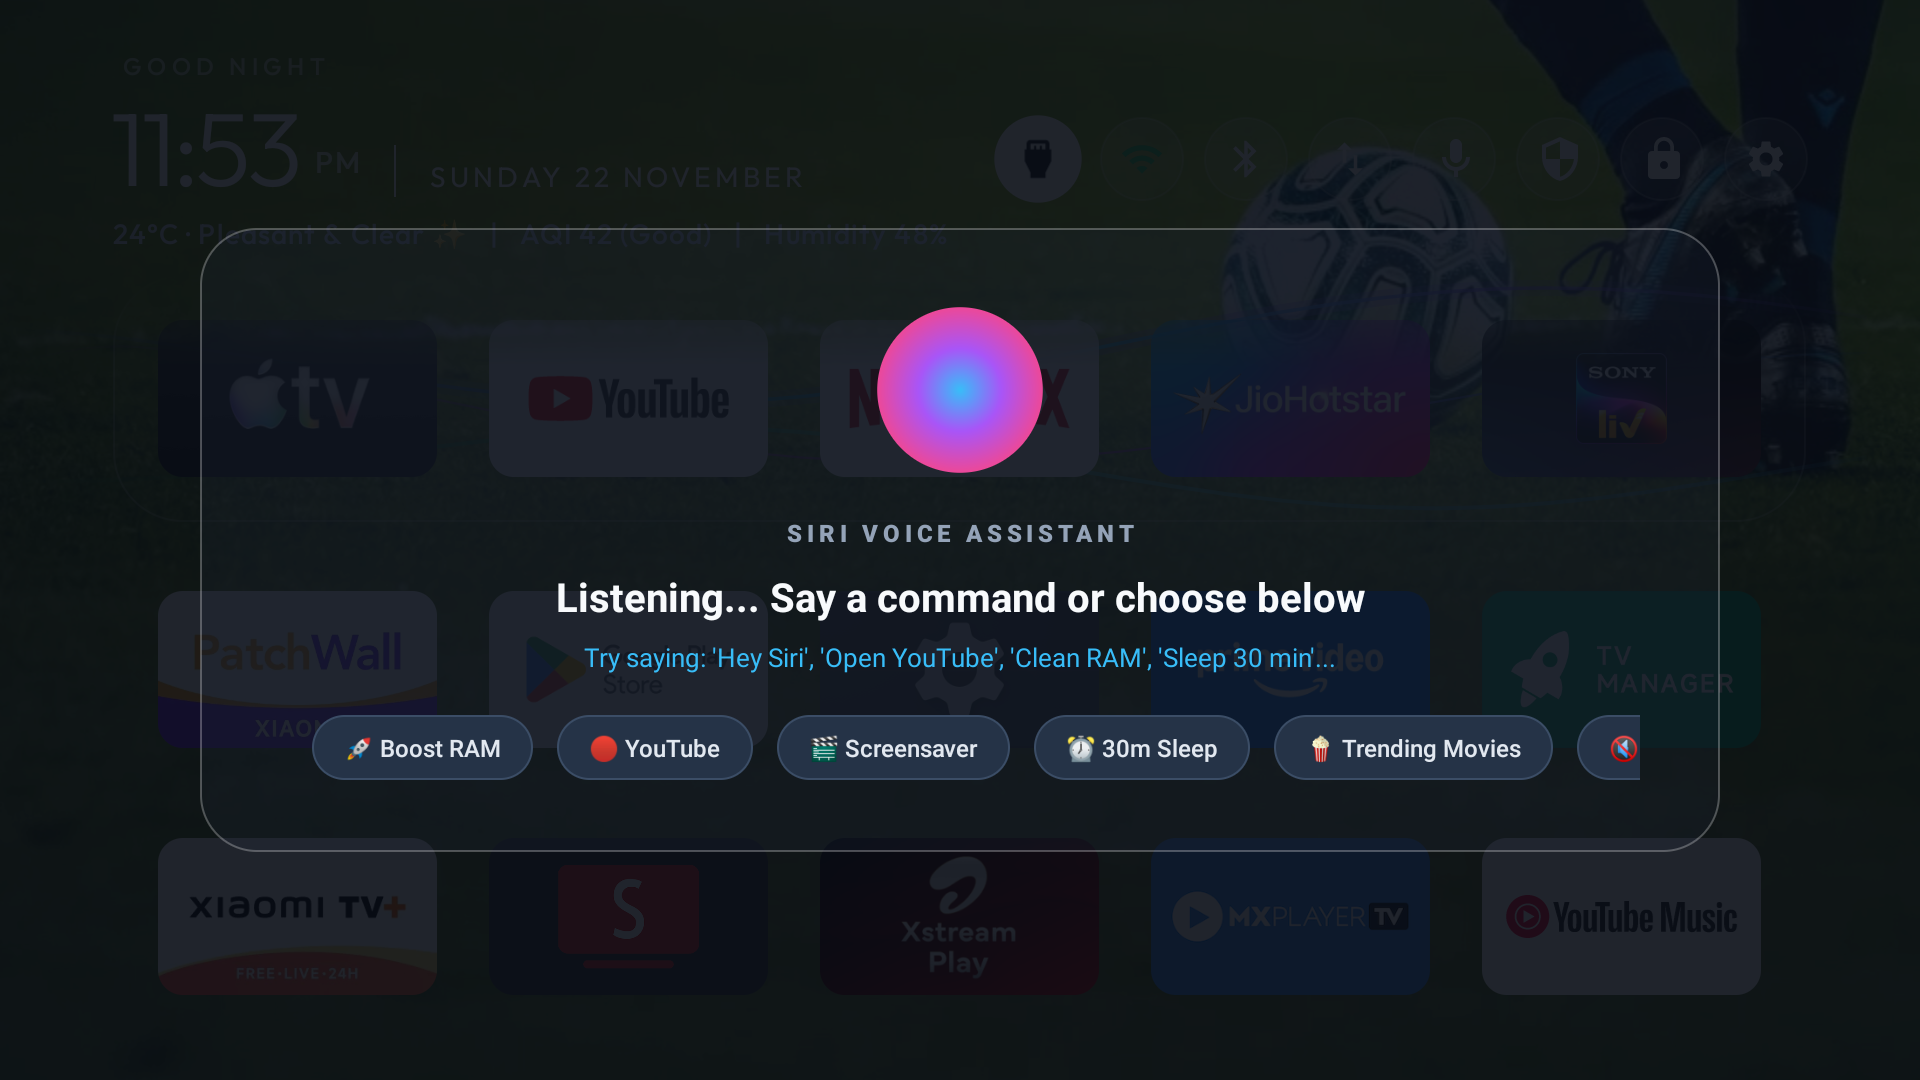 GOOD NIGHT
11:53 PM | SUNDAY 22 NOVEMBER
24°C · Pleasant & Clear ✨ | AQI 42 (Good) | Humidity 48%
tv
YouTube
N X
JioHotstar
SONY
liv
SIRI VOICE ASSISTANT
Listening... Say a command or choose below
Try saying: 'Hey Siri', 'Open YouTube', 'Clean RAM', 'Sleep 30 min'...
PatchWall
XIAO
Store
prime video
TV
MANAGER
🚀 Boost RAM
🔴 YouTube
🎬 Screensaver
⏰ 30m Sleep
🍿 Trending Movies
🔇
xiaomi TV+
FREE-LIVE-24H
S
Xstream
Play
MXPLAYER TV
YouTube Music